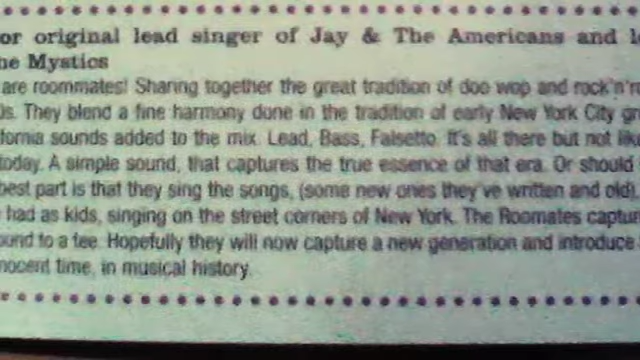 or original lead singer of Jay & The Americans and
he Mystics
are roommates! Sharing together the great tradition of doo wop and rock'n'r
0s. They blend a fine harmony done in the tradition of early New York City gr
ifornia sounds added to the mix. Lead, Bass, Falsetto. It's all there but not lik
today. A simple sound, that captures the true essence of that era. Or should
best part is that they sing the songs, (some new ones they've written and old)
had as kids, singing on the street corners of New York. The Roomates captu
ound to a tee. Hopefully they will now capture a new generation and introduce
nocent time, in musical history.